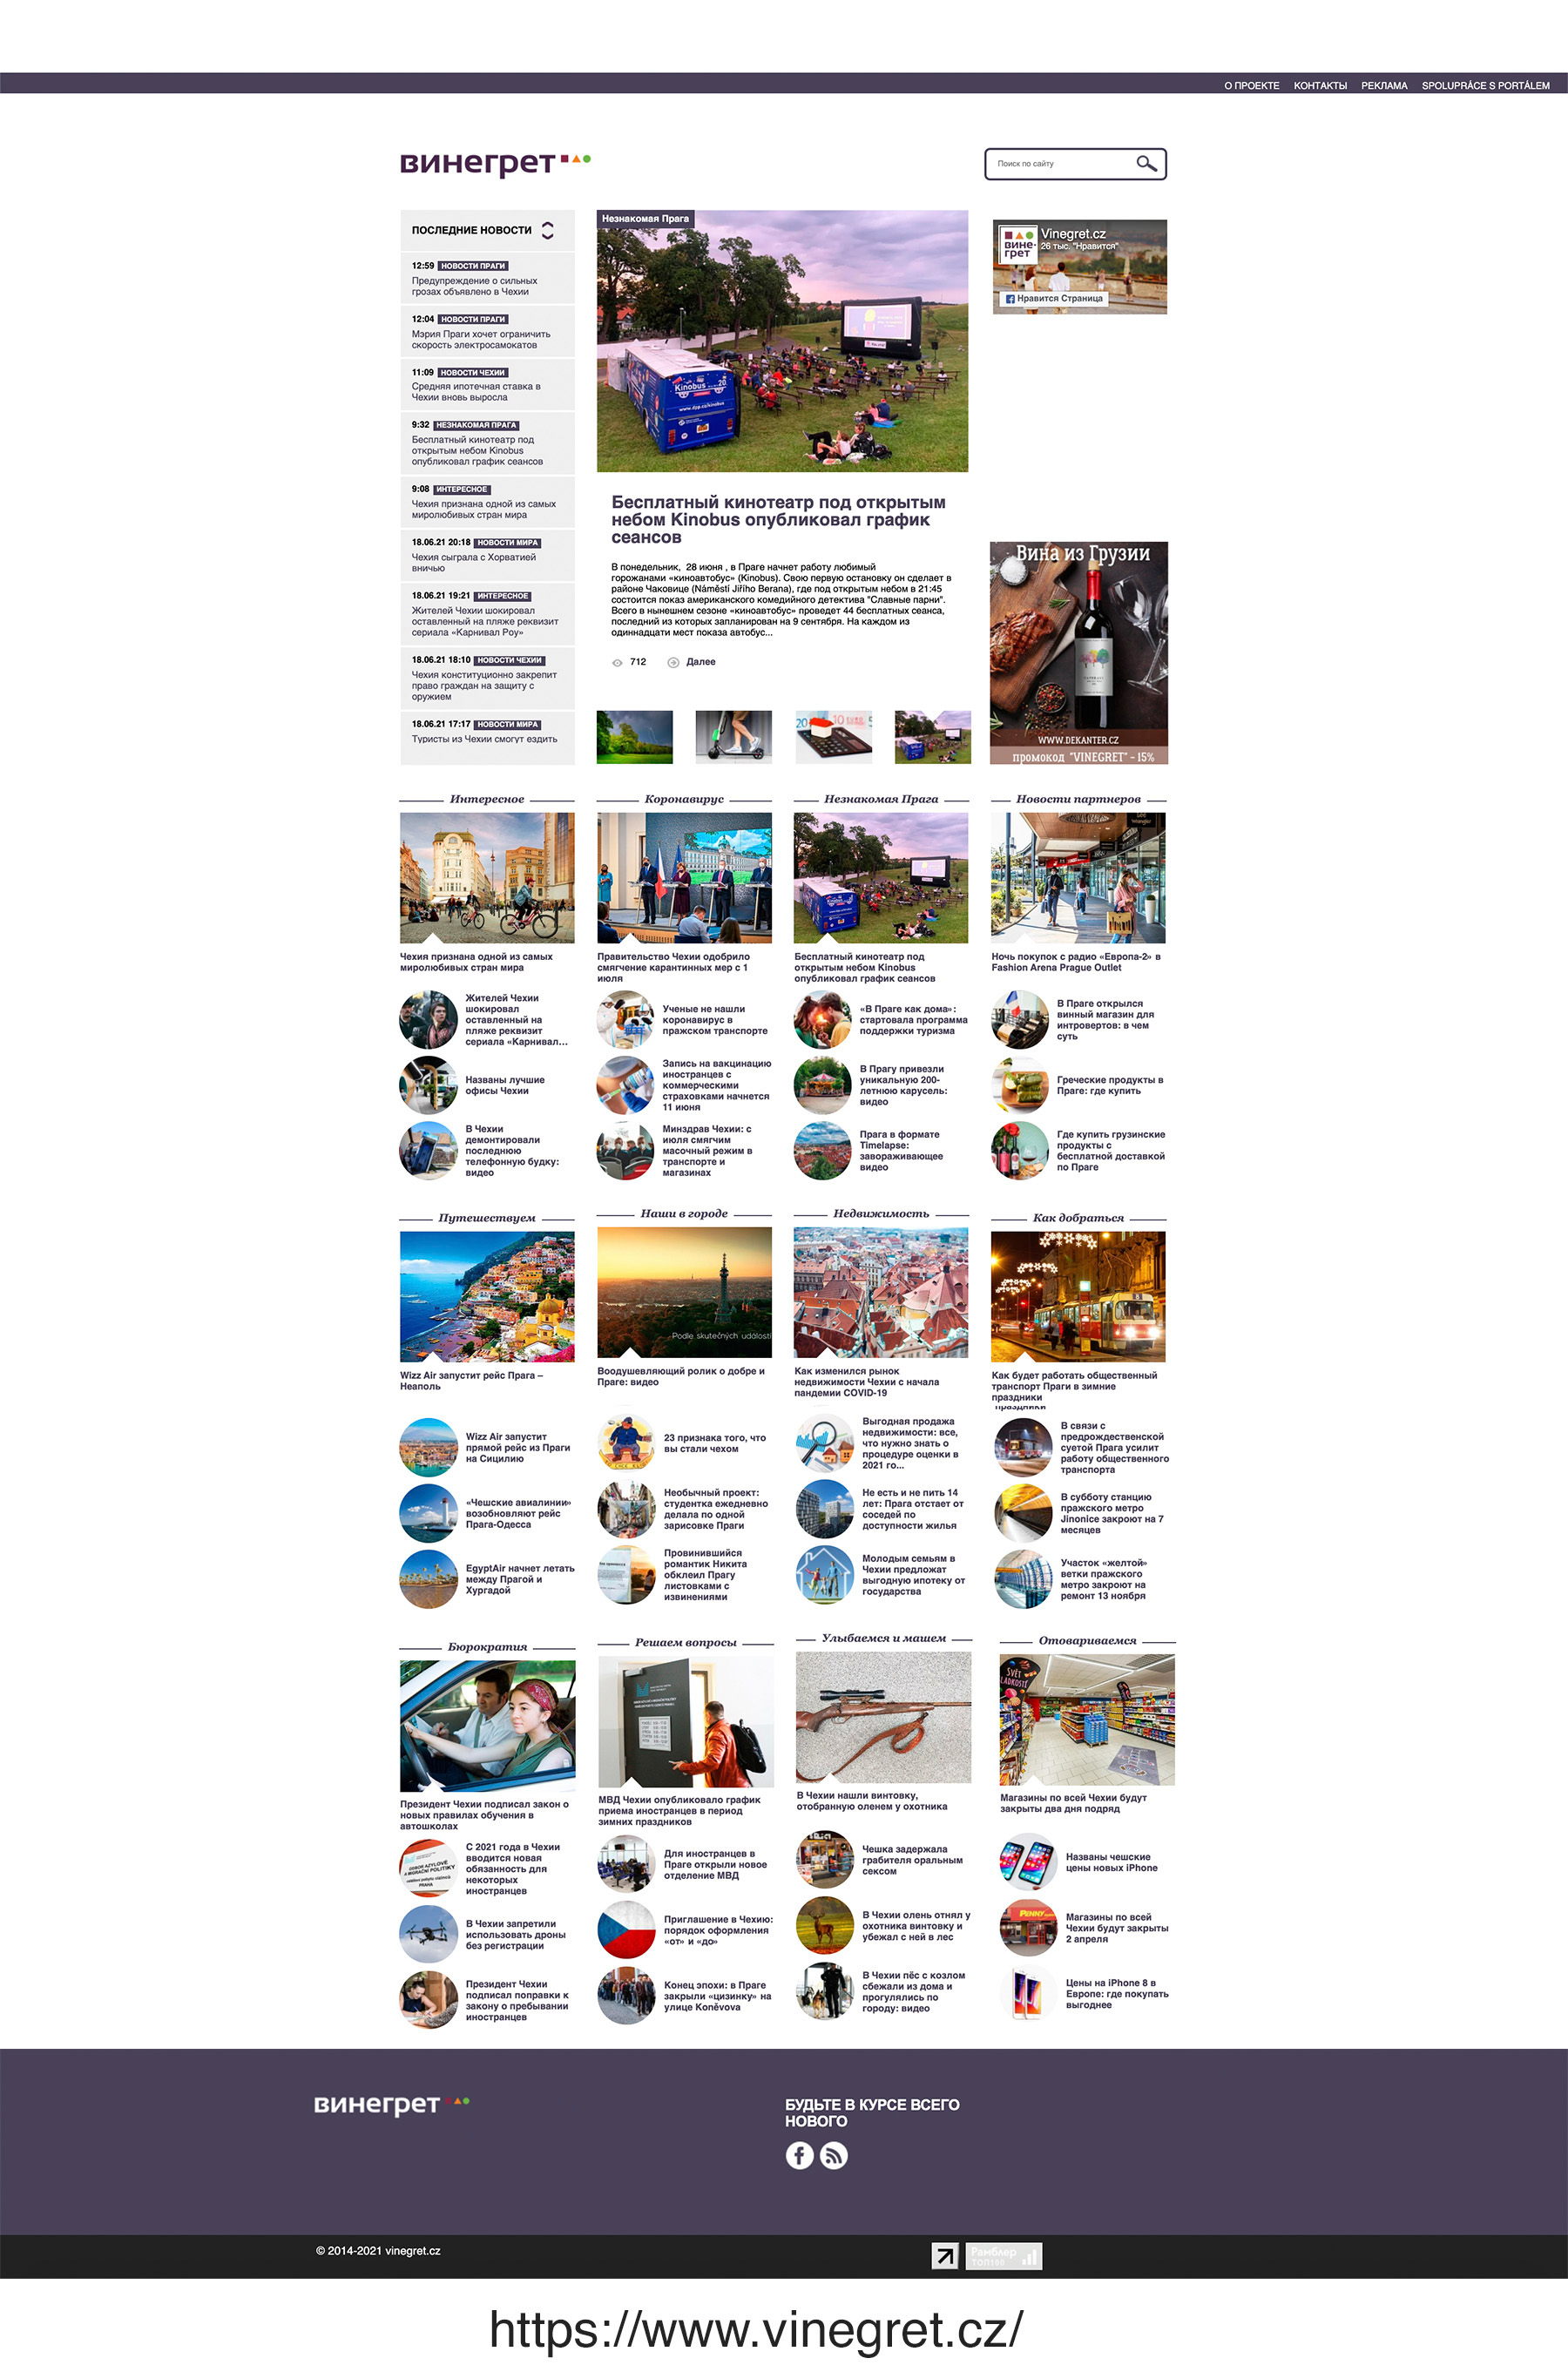 О ПРОЕКТЕ КОНТАКТЫ РЕКЛАМА SPOLUPRÁCE S PORTÁLEM
винегрет
Поиск по сайту
ПОСЛЕДНИЕ НОВОСТИ
12:59 НОВОСТИ ПРАГИ
Предупреждение о сильных
грозах объявлено в Чехии
12:04 НОВОСТИ ПРАГИ
Мэрия Праги хочет ограничить
скорость электросамокатов
11:09 НОВОСТИ ЧЕХИИ
Средняя ипотечная ставка в
Чехии вновь выросла
9:32 НЕЗНАКОМАЯ ПРАГА
Бесплатный кинотеатр под
открытым небом Kinobus
опубликовал график сеансов
9:08 ИНТЕРЕСНОЕ
Чехия признана одной из самых
миролюбивых стран мира
18.06.21 20:18 НОВОСТИ МИРА
Чехия сыграла с Хорватией
вничью
18.06.21 19:21 ИНТЕРЕСНОЕ
Жителей Чехии шокировал
оставленный на пляже реквизит
сериала «Карнивал Роу»
18.06.21 18:10 НОВОСТИ ЧЕХИИ
Чехия конституционно закрепит
право граждан на защиту с
оружием
18.06.21 17:17 НОВОСТИ МИРА
Туристы из Чехии смогут ездить
Незнакомая Прага
Kinobus 20
www.dpp.cz/kinobus
Бесплатный кинотеатр под открытым
небом Kinobus опубликовал график
сеансов
В понедельник, 28 июня , в Праге начнет работу любимый
горожанами «киноавтобус» (Kinobus). Свою первую остановку он сделает в
районе Чаковице (Náměstí Jiřího Berana), где под открытым небом в 21:45
состоится показ американского комедийного детектива "Славные парни".
Всего в нынешнем сезоне «киноавтобус» проведет 44 бесплатных сеанса,
последний из которых запланирован на 9 сентября. На каждом из
одиннадцати мест показа автобус...
712 Далее
вине-
грет
Vinegret.cz
26 тыс. "Нравится"
Нравится Страница
Вина из Грузии
WWW.DEKANTER.CZ
промокод "VINEGRET" - 15%
20 10 EURO
Интересное
Чехия признана одной из самых
миролюбивых стран мира
Жителей Чехии
шокировал
оставленный на
пляже реквизит
сериала «Карнивал...
Названы лучшие
офисы Чехии
В Чехии
демонтировали
последнюю
телефонную будку:
видео
Коронавирус
Правительство Чехии одобрило
смягчение карантинных мер с 1
июля
Ученые не нашли
коронавирус в
пражском транспорте
Запись на вакцинацию
иностранцев с
коммерческими
страховками начнется
11 июня
Минздрав Чехии: с
июля смягчим
масочный режим в
транспорте и
магазинах
Незнакомая Прага
Бесплатный кинотеатр под
открытым небом Kinobus
опубликовал график сеансов
«В Праге как дома»:
стартовала программа
поддержки туризма
В Прагу привезли
уникальную 200-
летнюю карусель:
видео
Прага в формате
Timelapse:
завораживающее
видео
Новости партнеров
Wrangler
Ночь покупок с радио «Европа-2» в
Fashion Arena Prague Outlet
В Праге открылся
винный магазин для
интровертов: в чем
суть
Греческие продукты в
Праге: где купить
Где купить грузинские
продукты с
бесплатной доставкой
по Праге
Путешествуем
Wizz Air запустит рейс Прага –
Неаполь
Wizz Air запустит
прямой рейс из Праги
на Сицилию
«Чешские авиалинии»
возобновляют рейс
Прага-Одесса
EgyptAir начнет летать
между Прагой и
Хургадой
Наши в городе
Podle skutečných událostí
Воодушевляющий ролик о добре и
Праге: видео
23 признака того, что
вы стали чехом
Необычный проект:
студентка ежедневно
делала по одной
зарисовке Праги
Провинившийся
романтик Никита
обклеил Прагу
листовками с
извинениями
Недвижимость
Как изменился рынок
недвижимости Чехии с начала
пандемии COVID-19
Выгодная продажа
недвижимости: все,
что нужно знать о
процедуре оценки в
2021 го...
Не есть и не пить 14
лет: Прага отстает от
соседей по
доступности жилья
Молодым семьям в
Чехии предложат
выгодную ипотеку от
государства
Как добраться
Как будет работать общественный
транспорт Праги в зимние
праздники
праздники
В связи с
предрождественской
суетой Прага усилит
работу общественного
транспорта
В субботу станцию
пражского метро
Jinonice закроют на 7
месяцев
Участок «желтой»
ветки пражского
метро закроют на
ремонт 13 ноября
Бюрократия
Президент Чехии подписал закон о
новых правилах обучения в
автошколах
ODBOR AZYLOVÉ
A MIGRAČNÍ POLITIKY
PRAHA
С 2021 года в Чехии
вводится новая
обязанность для
некоторых
иностранцев
В Чехии запретили
использовать дроны
без регистрации
Президент Чехии
подписал поправки к
закону о пребывании
иностранцев
Решаем вопросы
МВД Чехии опубликовало график
приема иностранцев в период
зимних праздников
Для иностранцев в
Праге открыли новое
отделение МВД
Приглашение в Чехию:
порядок оформления
«от» и «до»
Конец эпохи: в Праге
закрыли «цизинку» на
улице Koněvova
Улыбаемся и машем
В Чехии нашли винтовку,
отобранную оленем у охотника
Чешка задержала
грабителя оральным
сексом
В Чехии олень отнял у
охотника винтовку и
убежал с ней в лес
В Чехии пёс с козлом
сбежали из дома и
прогулялись по
городу: видео
Отовариваемся
SVĚT
SLADKOSTÍ
Магазины по всей Чехии будут
закрыты два дня подряд
Названы чешские
цены новых iPhone
PENNY
Магазины по всей
Чехии будут закрыты
2 апреля
Цены на iPhone 8 в
Европе: где покупать
выгоднее
винегрет
БУДЬТЕ В КУРСЕ ВСЕГО
НОВОГО
© 2014-2021 vinegret.cz
Рамблер
ТОП100
https://www.vinegret.cz/